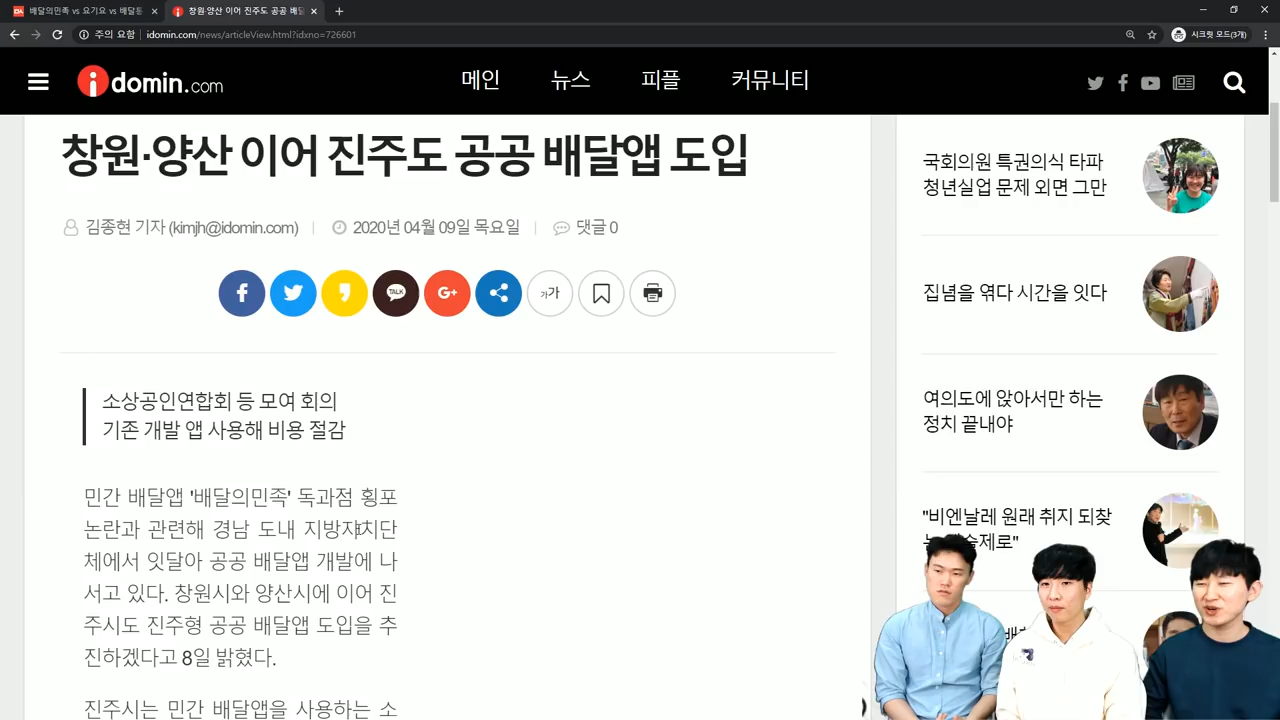 배달의민족 vs 요기요 vs 배달통
창원·양산 이어 진주도 공공 배달
주의 요함
idomin.com/news/articleView.html?idxno=726601
시크릿 모드(3개)
idomin.com
메인
뉴스
피플
커뮤니티
창원·양산 이어 진주도 공공 배달앱 도입
김종현 기자 (kimjh@idomin.com)
2020년 04월 09일 목요일
댓글 0
TALK
G+
가가
소상공인연합회 등 모여 회의
기존 개발 앱 사용해 비용 절감
민간 배달앱 '배달의민족' 독과점 횡포
논란과 관련해 경남 도내 지방자치단
체에서 잇달아 공공 배달앱 개발에 나
서고 있다. 창원시와 양산시에 이어 진
주시도 진주형 공공 배달앱 도입을 추
진하겠다고 8일 밝혔다.
진주시는 민간 배달앱을 사용하는 소
국회의원 특권의식 타파
청년실업 문제 외면 그만
집념을 엮다 시간을 잇다
여의도에 앉아서만 하는
정치 끝내야
"비엔날레 원래 취지 되찾
술제로"